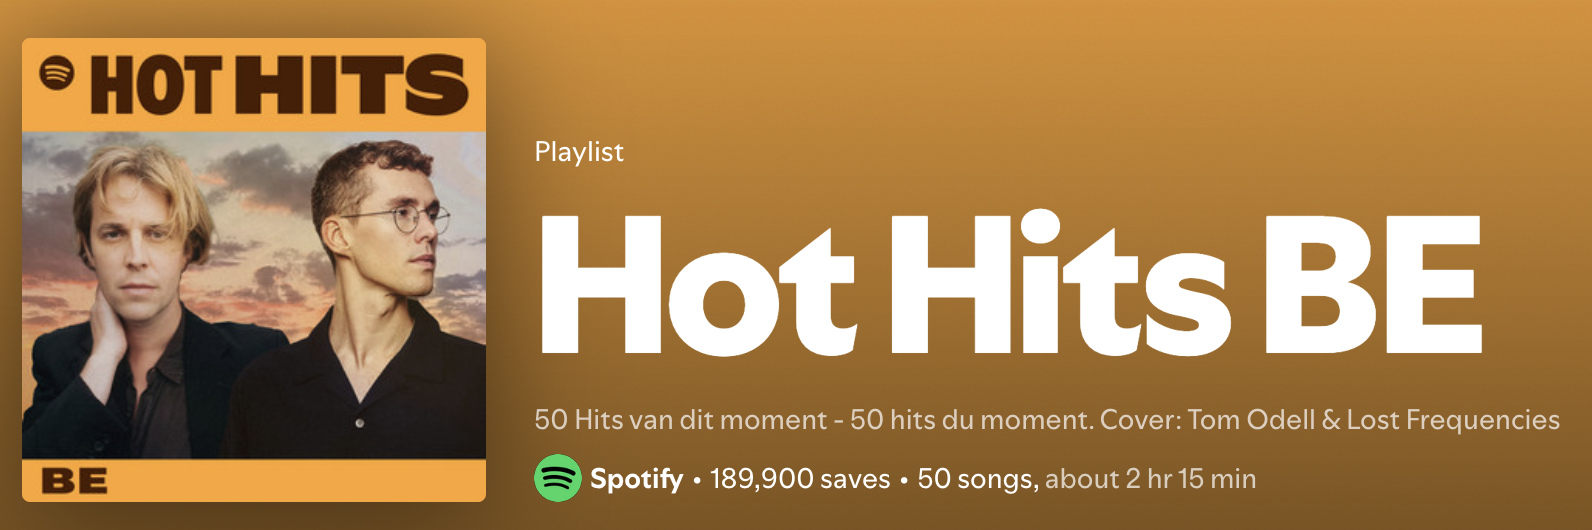 HOT HITS
BE
Playlist
Hot Hits BE
50 Hits van dit moment - 50 hits du moment. Cover: Tom Odell & Lost Frequencies
Spotify • 189,900 saves • 50 songs, about 2 hr 15 min